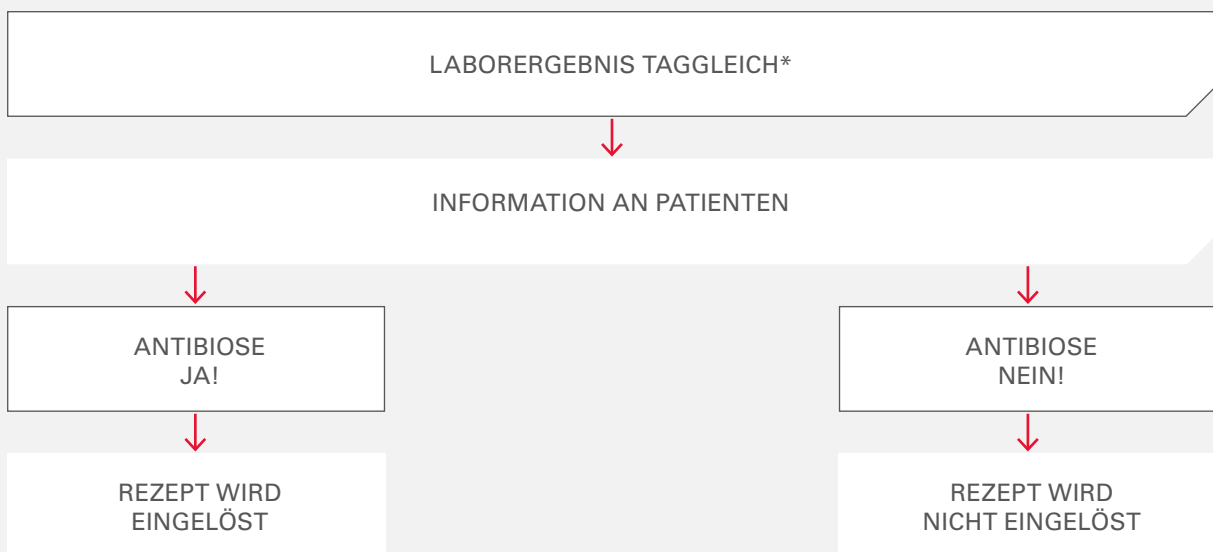 LABORERGEBNIS TAGGLEICH*
INFORMATION AN PATIENTEN
ANTIBIOSE
JA!
ANTIBIOSE
NEIN!
REZEPT WIRD
EINGELÖST
REZEPT WIRD
NICHT EINGELÖST